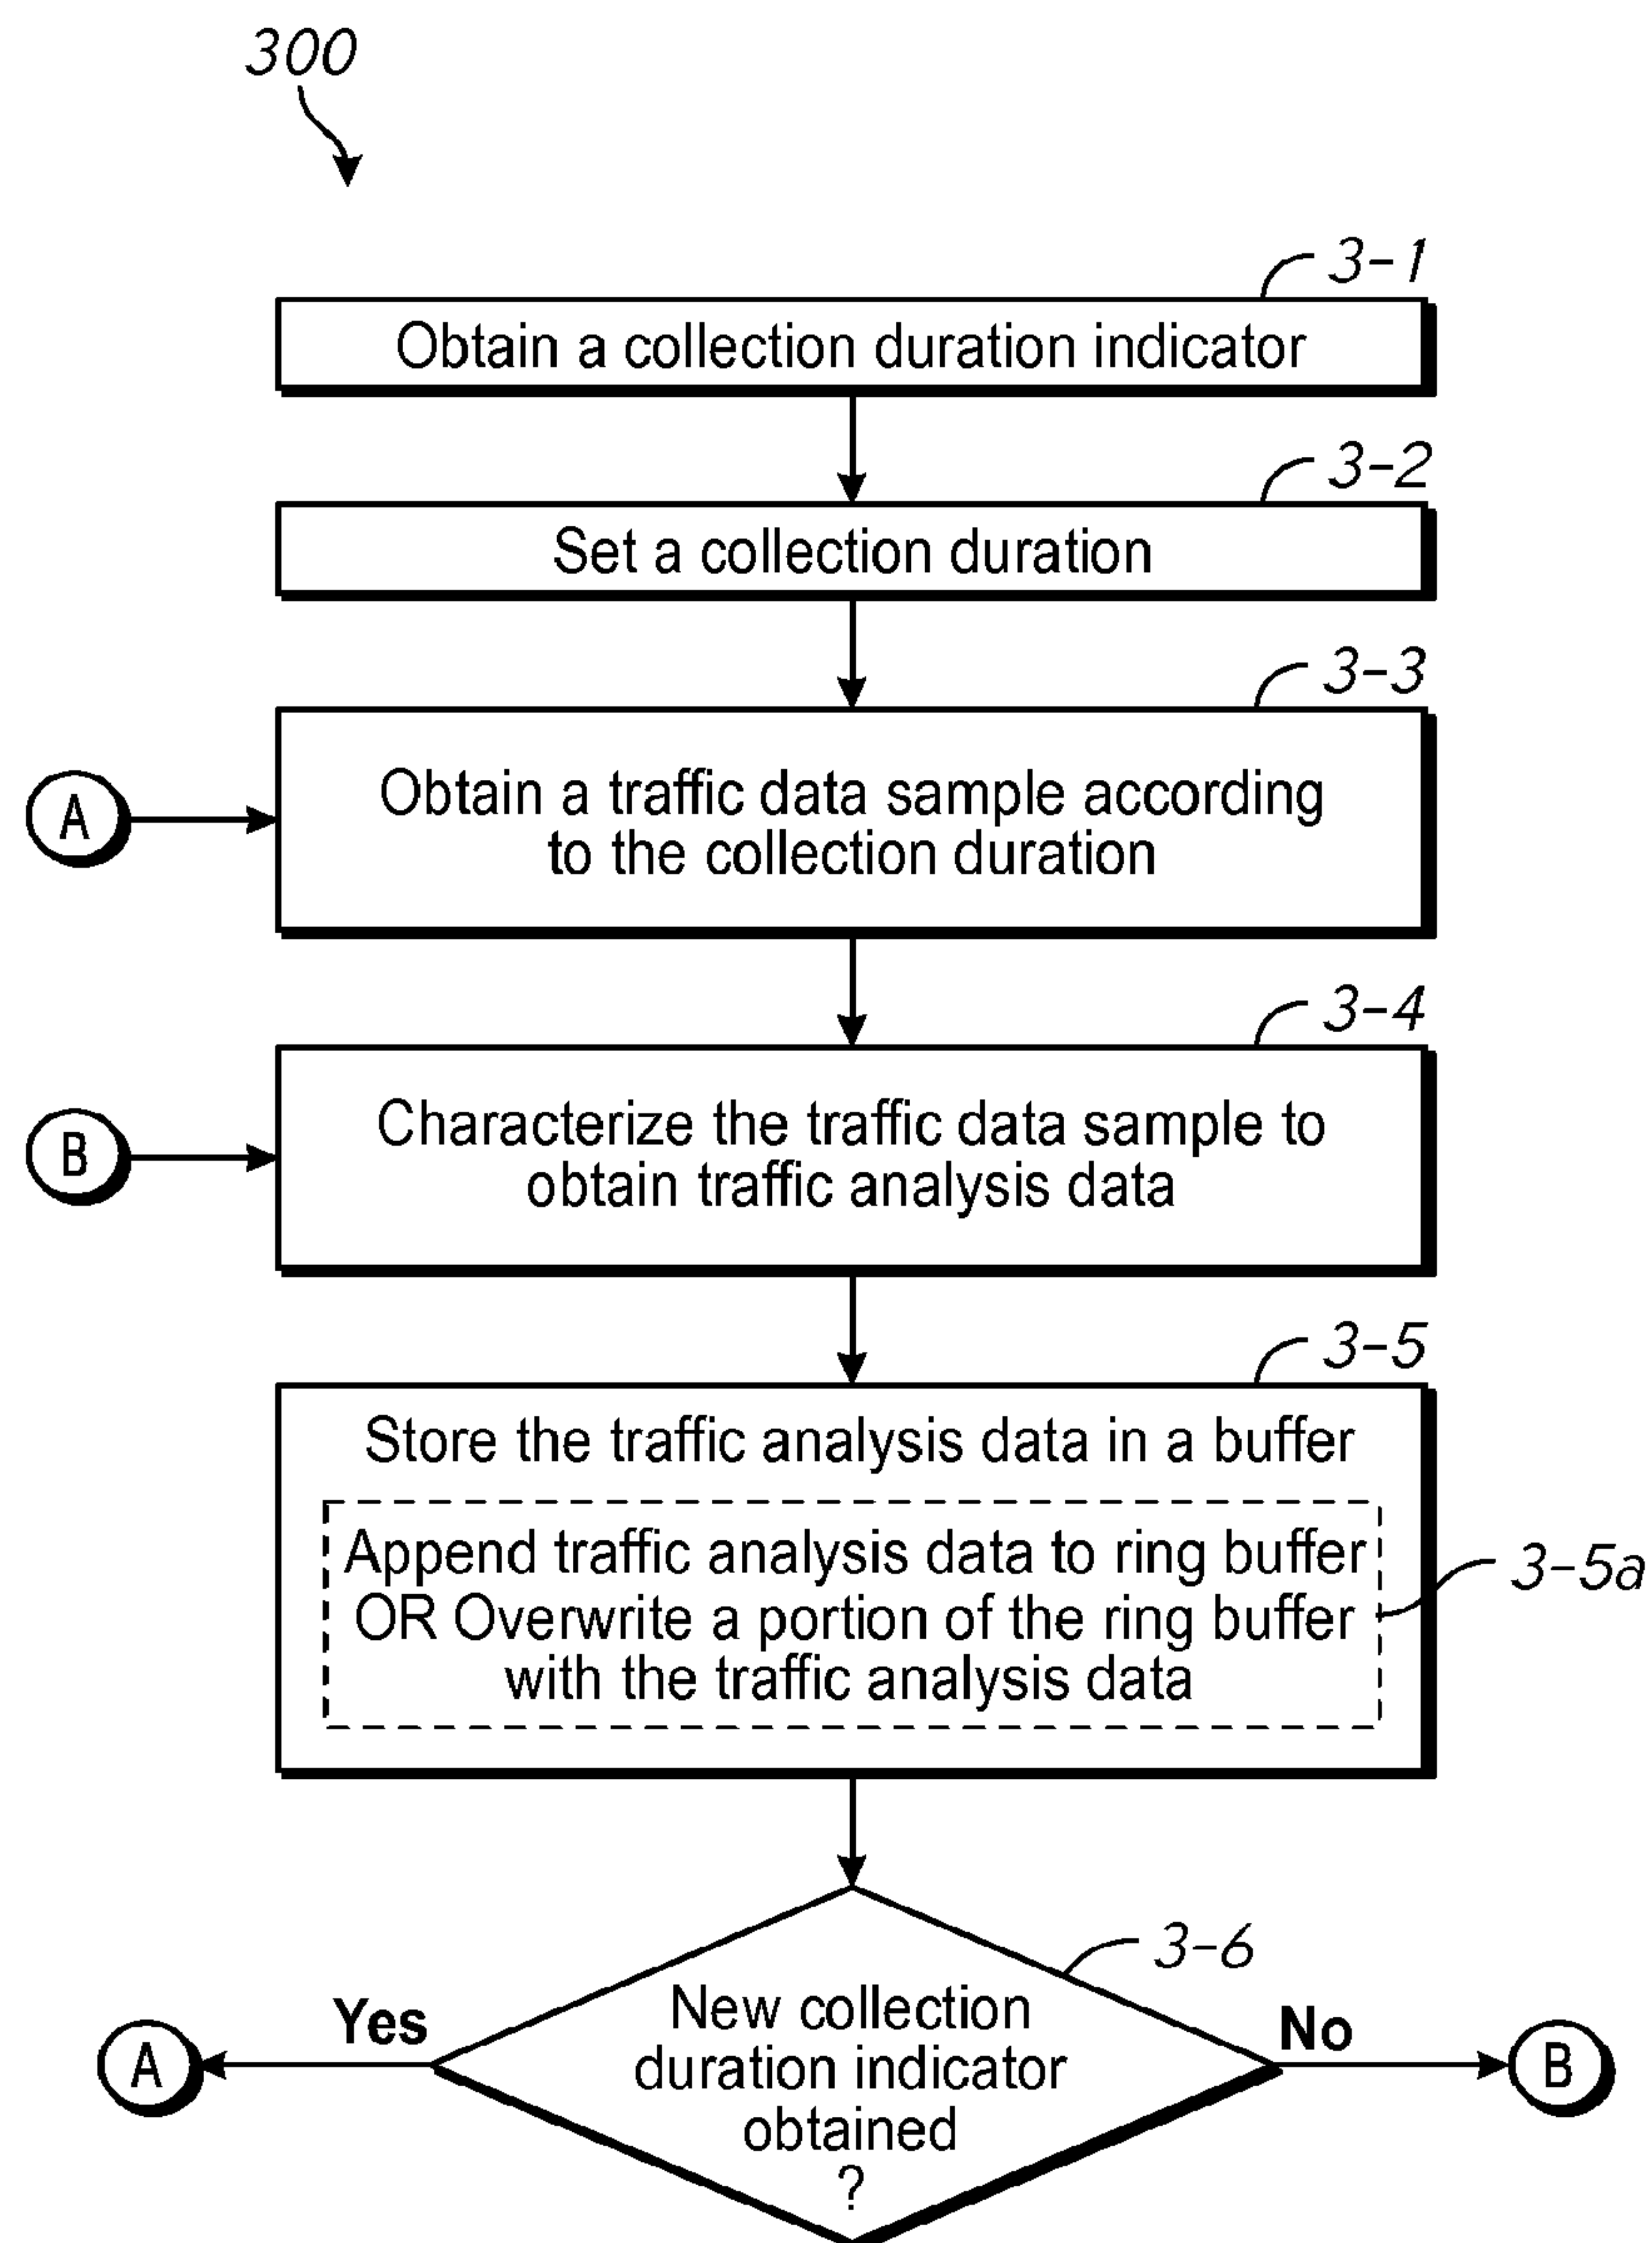 300
3-1
Obtain a collection duration indicator
3-2
Set a collection duration
3-3
A
Obtain a traffic data sample according
to the collection duration
3-4
B
Characterize the traffic data sample to
obtain traffic analysis data
3-5
Store the traffic analysis data in a buffer
Append traffic analysis data to ring buffer
OR Overwrite a portion of the ring buffer
with the traffic analysis data
3-5a
3-6
New collection
duration indicator
obtained
?
Yes
A
No
B